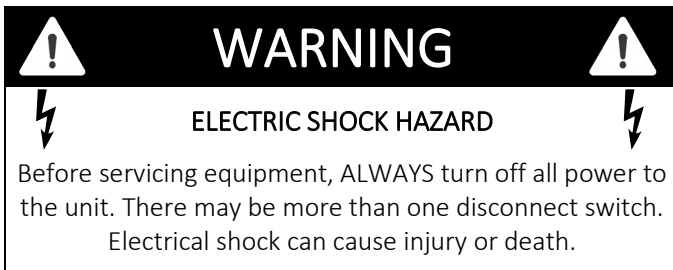 WARNING
ELECTRIC SHOCK HAZARD
Before servicing equipment, ALWAYS turn off all power to
the unit. There may be more than one disconnect switch.
Electrical shock can cause injury or death.